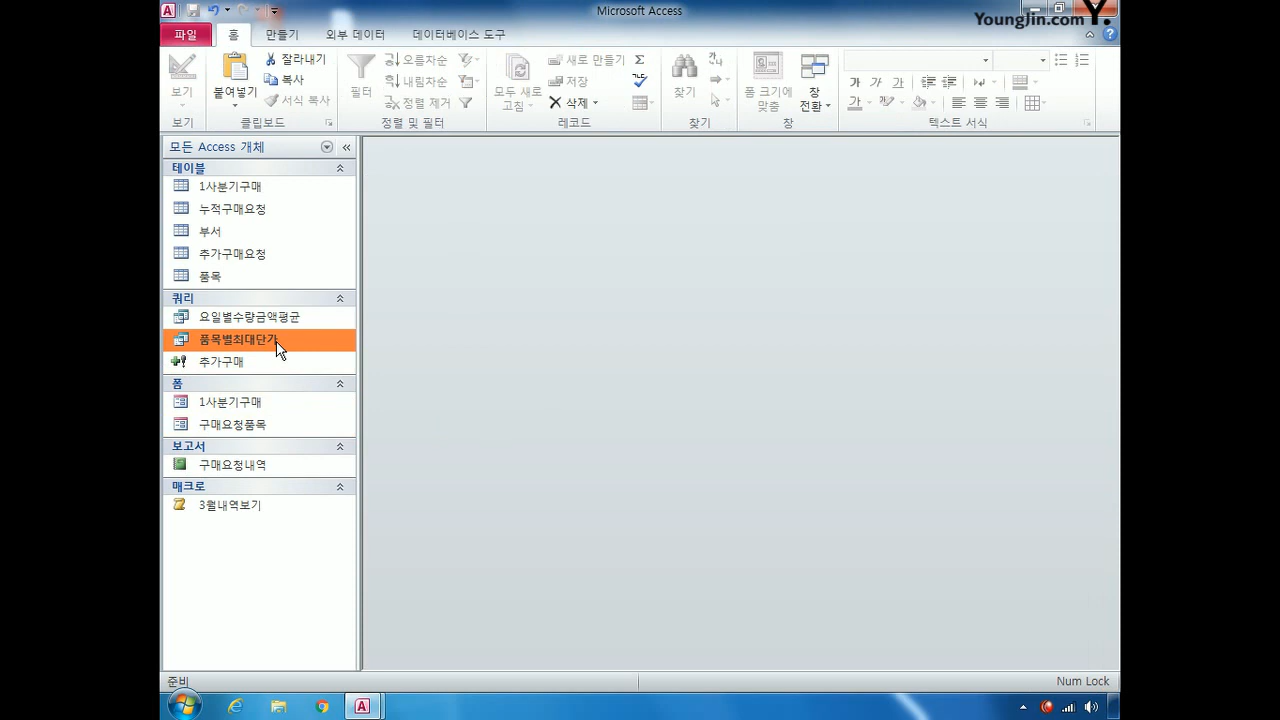 Microsoft Access
YoungJin.com Y.
파일 홈 만들기 외부 데이터 데이터베이스 도구
보기
붙여넣기
잘라내기
복사
서식 복사
필터
오름차순
내림차순
정렬 제거
모두 새로 고침
새로 만들기
저장
삭제
찾기
폼 크기에 맞춤
창 전환
가 가 가
가
보기 클립보드 정렬 및 필터 레코드 찾기 창 텍스트 서식
모든 Access 개체
테이블
1사분기구매
누적구매요청
부서
추가구매요청
품목
쿼리
요일별수량금액평균
품목별최대단가
추가구매
폼
1사분기구매
구매요청품목
보고서
구매요청내역
매크로
3월내역보기
준비 Num Lock